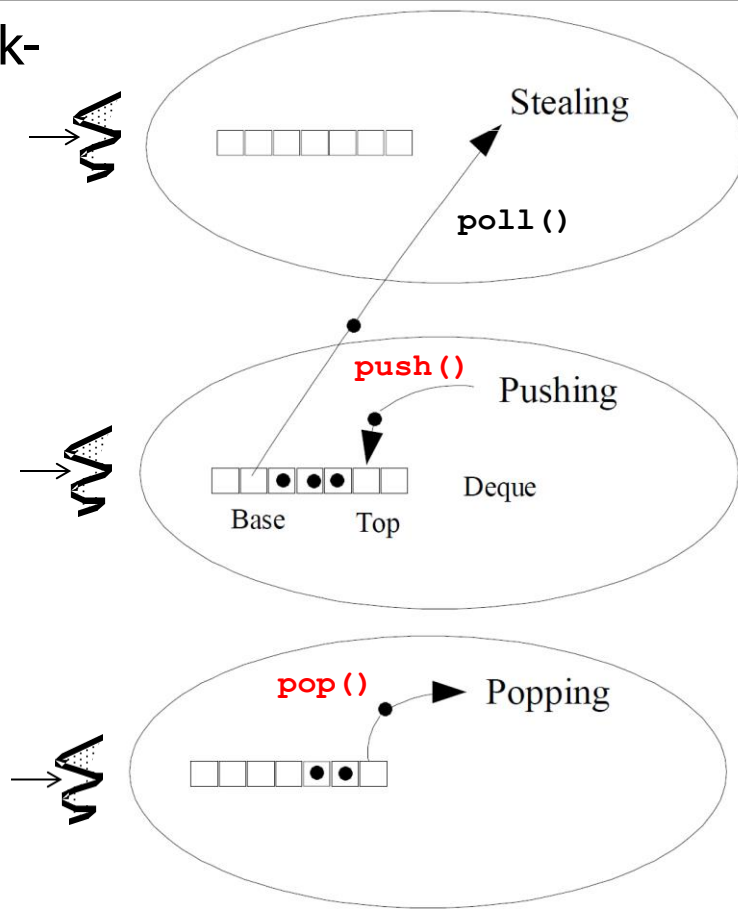 k-
Stealing
poll()
push()
Pushing
Deque
Base
Top
pop()
Popping